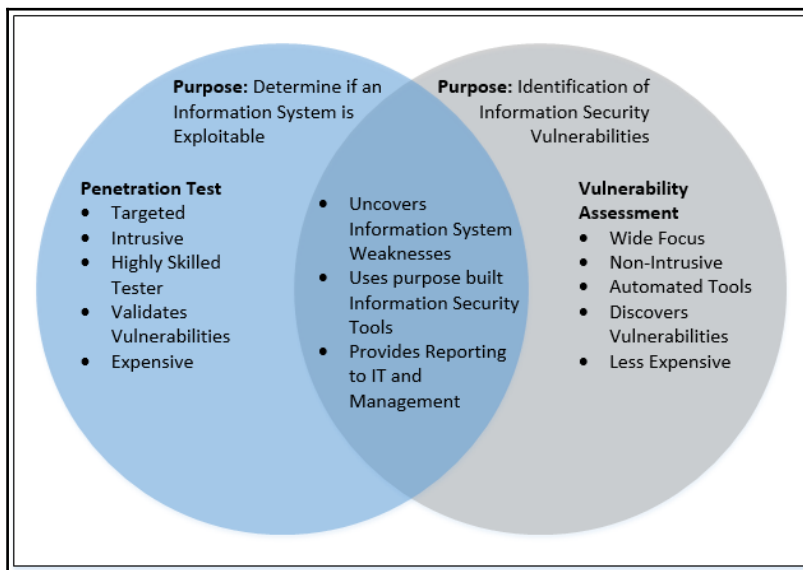 Purpose: Determine if an
Information System is
Exploitable
Purpose: Identification of
Information Security
Vulnerabilities
Penetration Test
• Targeted
• Intrusive
• Highly Skilled
Tester
• Validates
Vulnerabilities
• Expensive
• Uncovers
Information System
Weaknesses
• Uses purpose built
Information Security
Tools
• Provides Reporting
to IT and
Management
Vulnerability
Assessment
• Wide Focus
• Non-Intrusive
• Automated Tools
• Discovers
Vulnerabilities
• Less Expensive